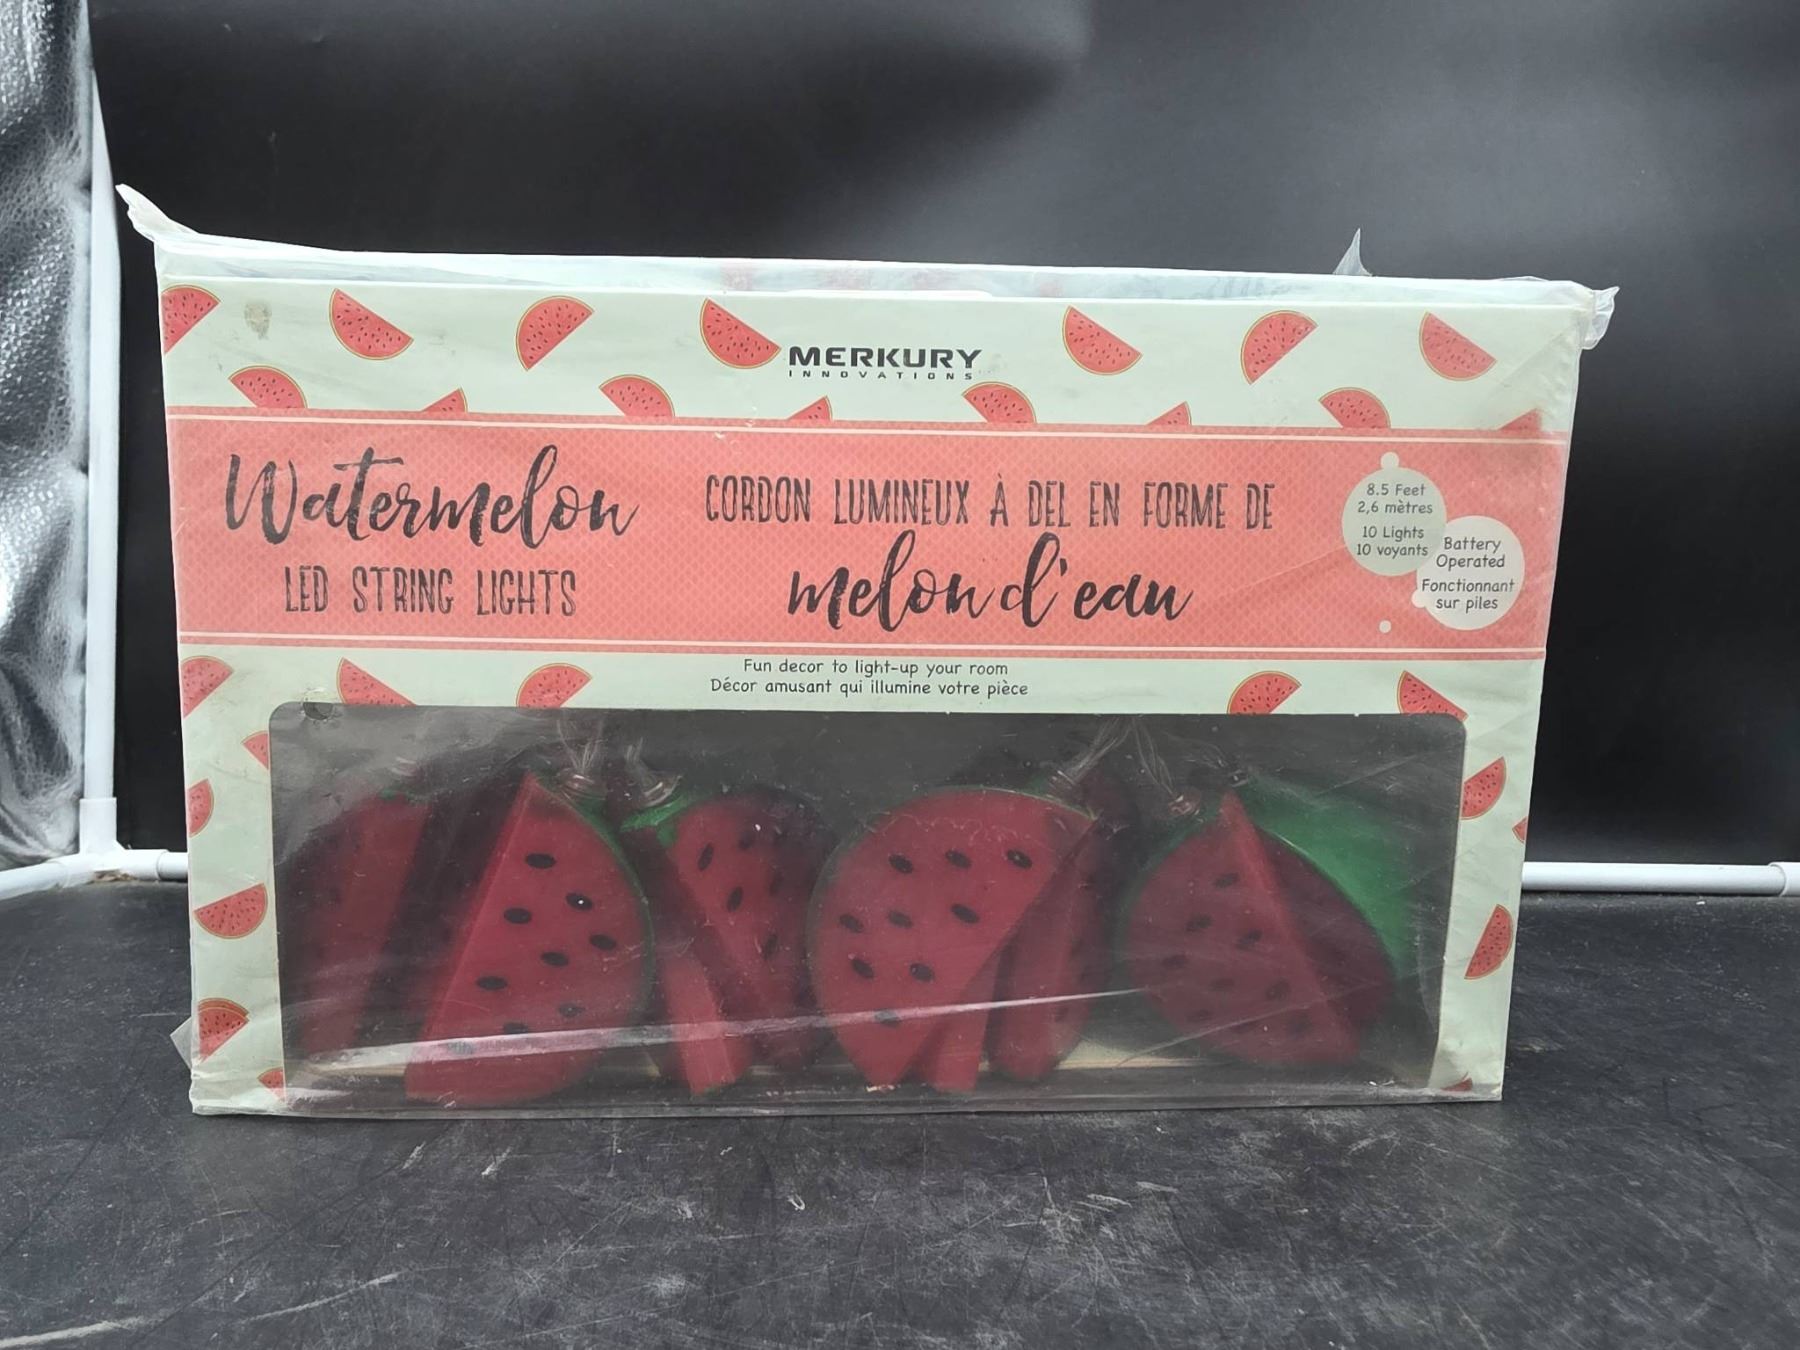 MERKURY
INNOVATIONS
Watermelon
LED STRING LIGHTS
CORDON LUMINEUX À DEL EN FORME DE
melon d'eau
8.5 Feet
2,6 mètres
10 Lights
10 voyants
Battery
Operated
Fonctionnant
sur piles
Fun decor to light-up your room
Décor amusant qui illumine votre pièce